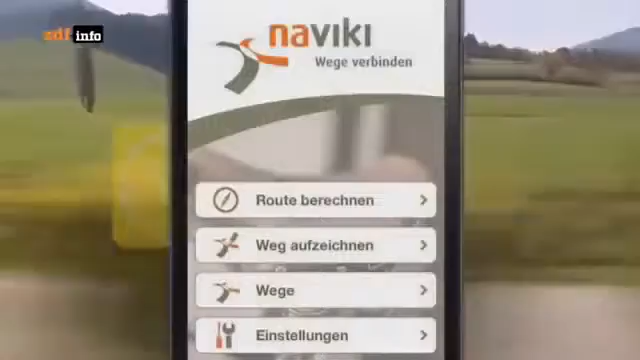 zdf info
naviki
Wege verbinden
Route berechnen
Weg aufzeichnen
Wege
Einstellungen